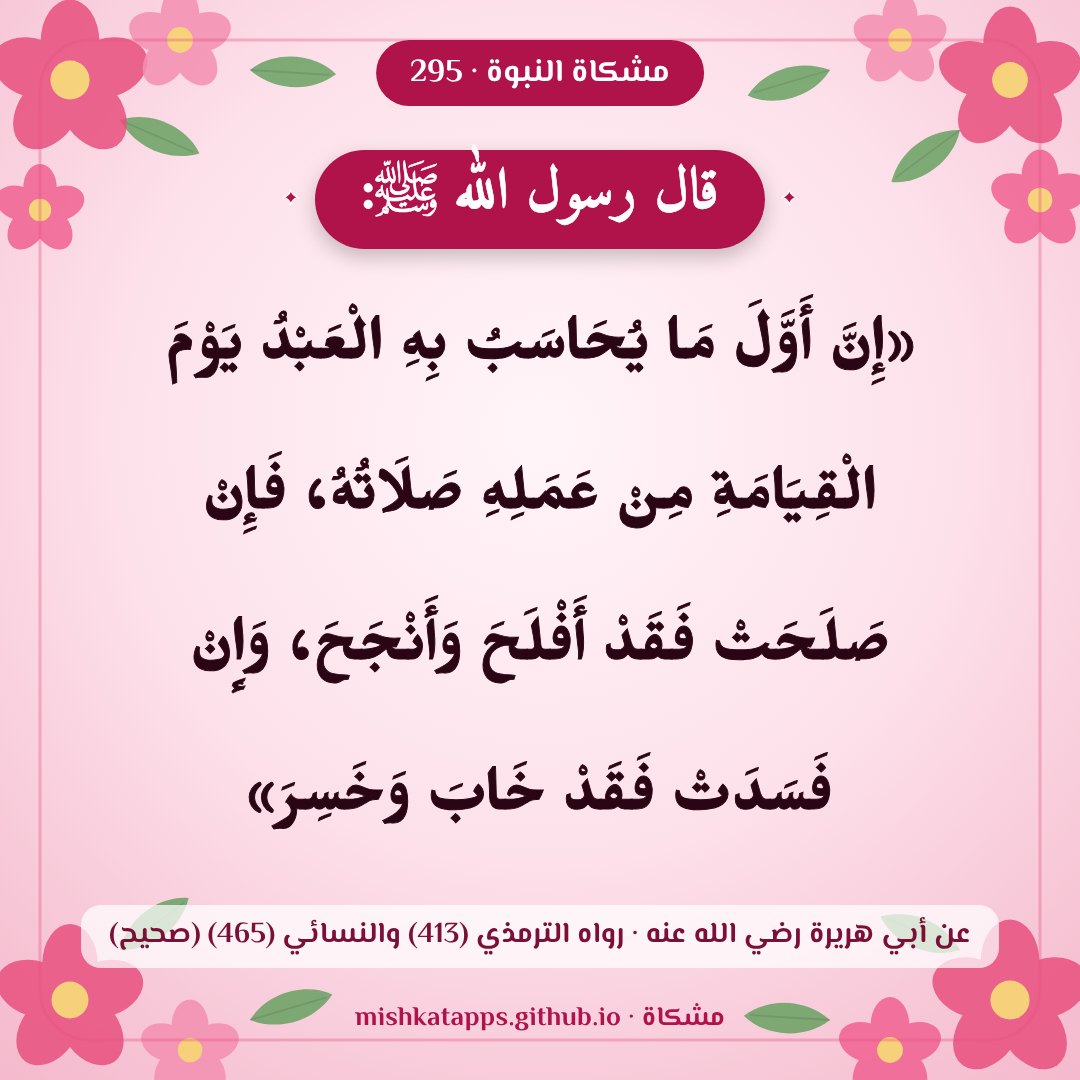 مشكاة النبوة · 295
قال رسول الله ﷺ:
«إِنَّ أَوَّلَ مَا يُحَاسَبُ بِهِ الْعَبْدُ يَوْمَ
الْقِيَامَةِ مِنْ عَمَلِهِ صَلَاتُهُ، فَإِنْ
صَلَحَتْ فَقَدْ أَفْلَحَ وَأَنْجَحَ، وَإِنْ
فَسَدَتْ فَقَدْ خَابَ وَخَسِرَ»
عن أبي هريرة رضي الله عنه · رواه الترمذي (413) والنسائي (465) (صحيح)
مشكاة · mishkatapps.github.io